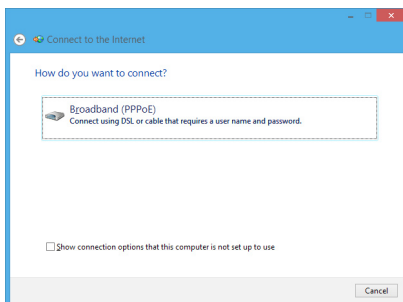 Connect to the Internet
How do you want to connect?
Broadband (PPPoE)
Connect using DSL or cable that requires a user name and password.
Show connection options that this computer is not set up to use
Cancel